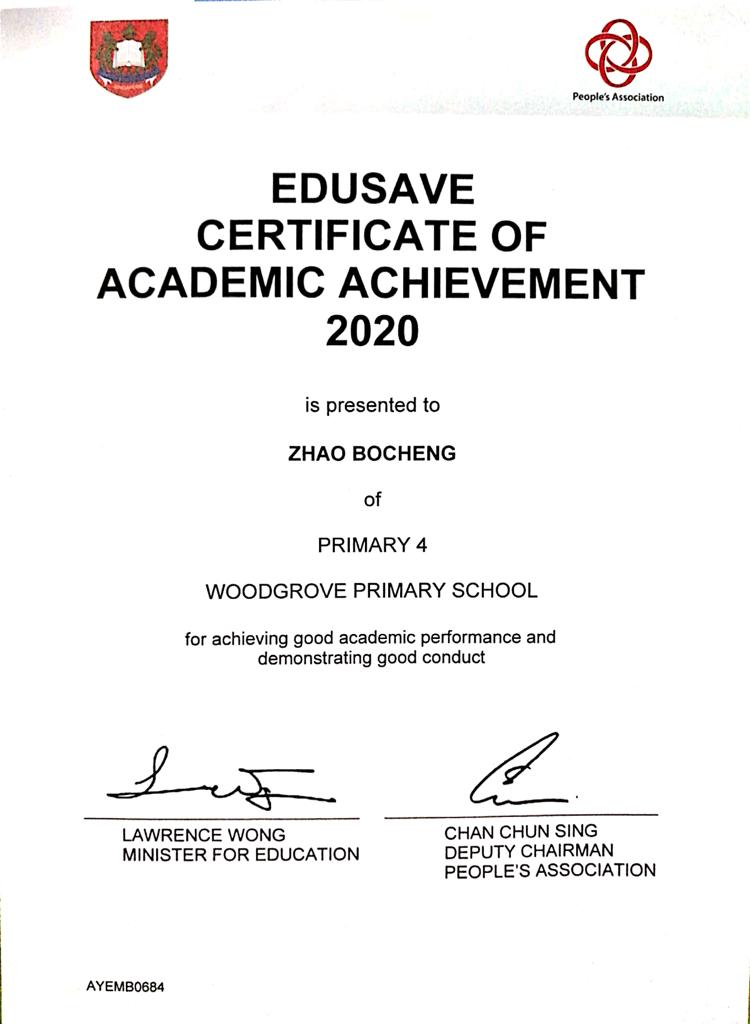 SINGAPORE
People's Association
EDUSAVE
CERTIFICATE OF
ACADEMIC ACHIEVEMENT
2020
is presented to
ZHAO BOCHENG
of
PRIMARY 4
WOODGROVE PRIMARY SCHOOL
for achieving good academic performance and
demonstrating good conduct
LAWRENCE WONG
MINISTER FOR EDUCATION
CHAN CHUN SING
DEPUTY CHAIRMAN
PEOPLE'S ASSOCIATION
AYEMB0684